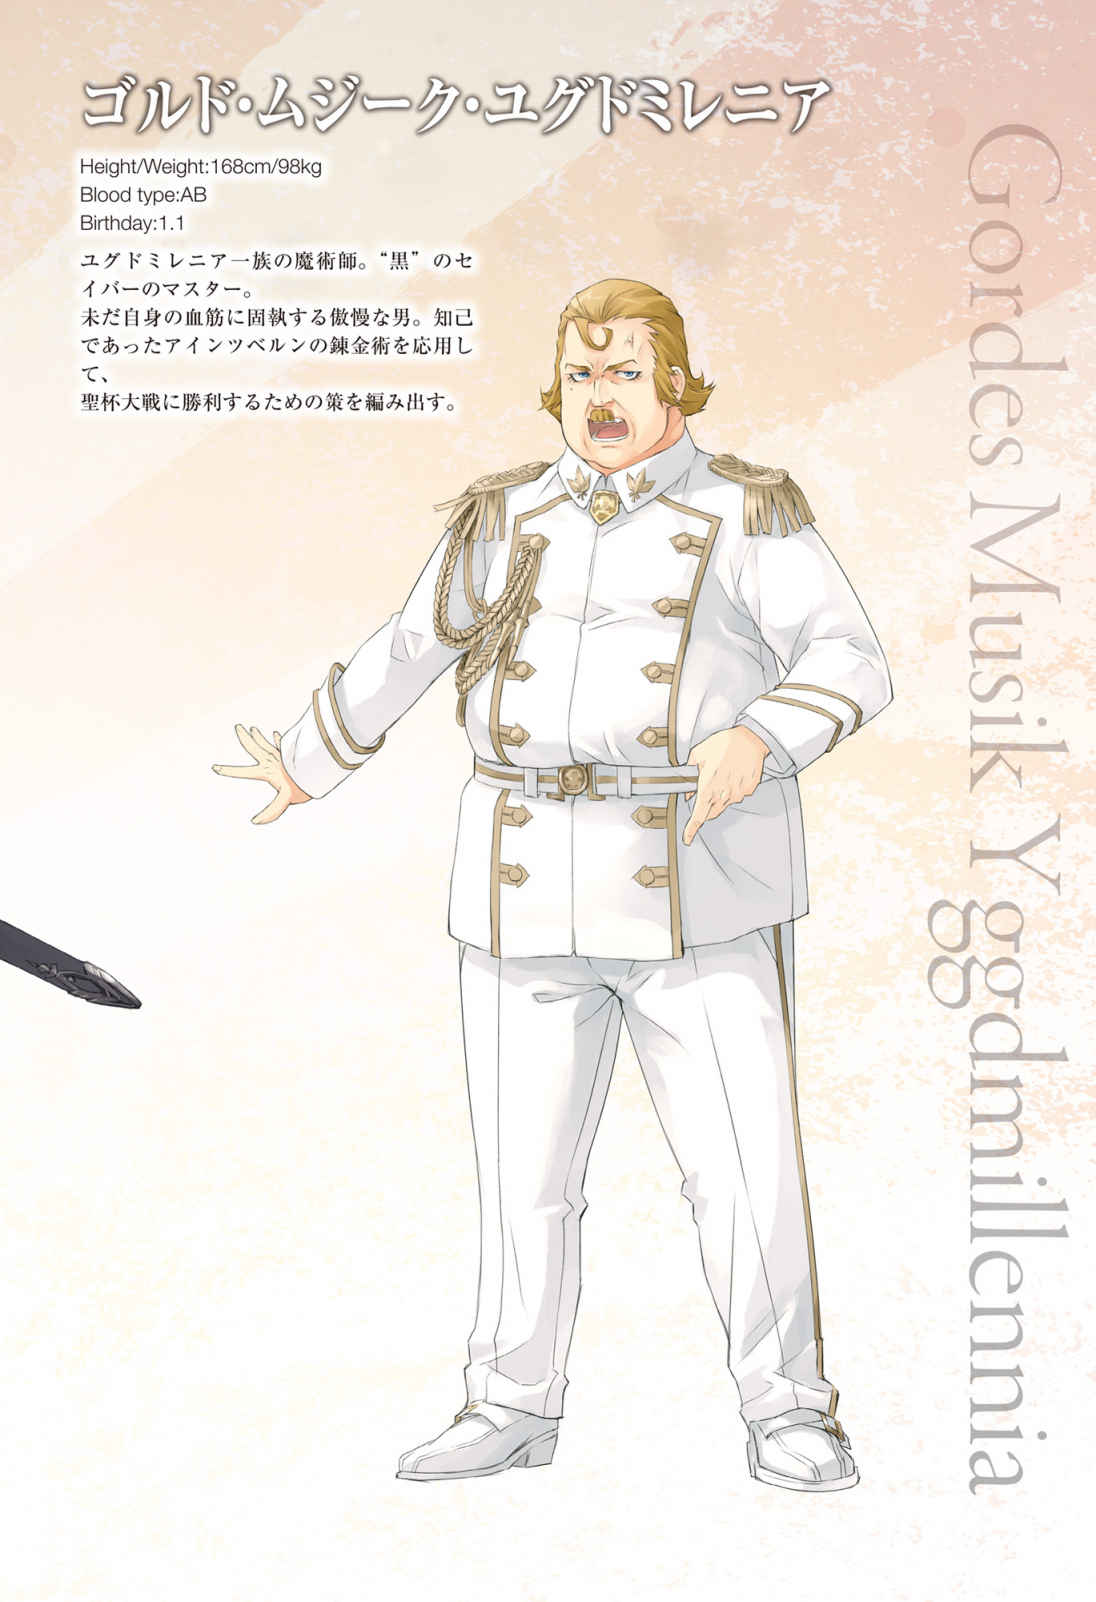 ゴルド・ムジーク・ユグドミレニア
Height/Weight:168cm/98kg
Blood type:AB
Birthday:1.1
ユグドミレニア一族の魔術師。“黒”のセ
イバーのマスター。
未だ自身の血筋に固執する傲慢な男。知己
であったアインツベルンの錬金術を応用し
て、
聖杯大戦に勝利するための策を編み出す。
Gordes Musik Yggdmillennia